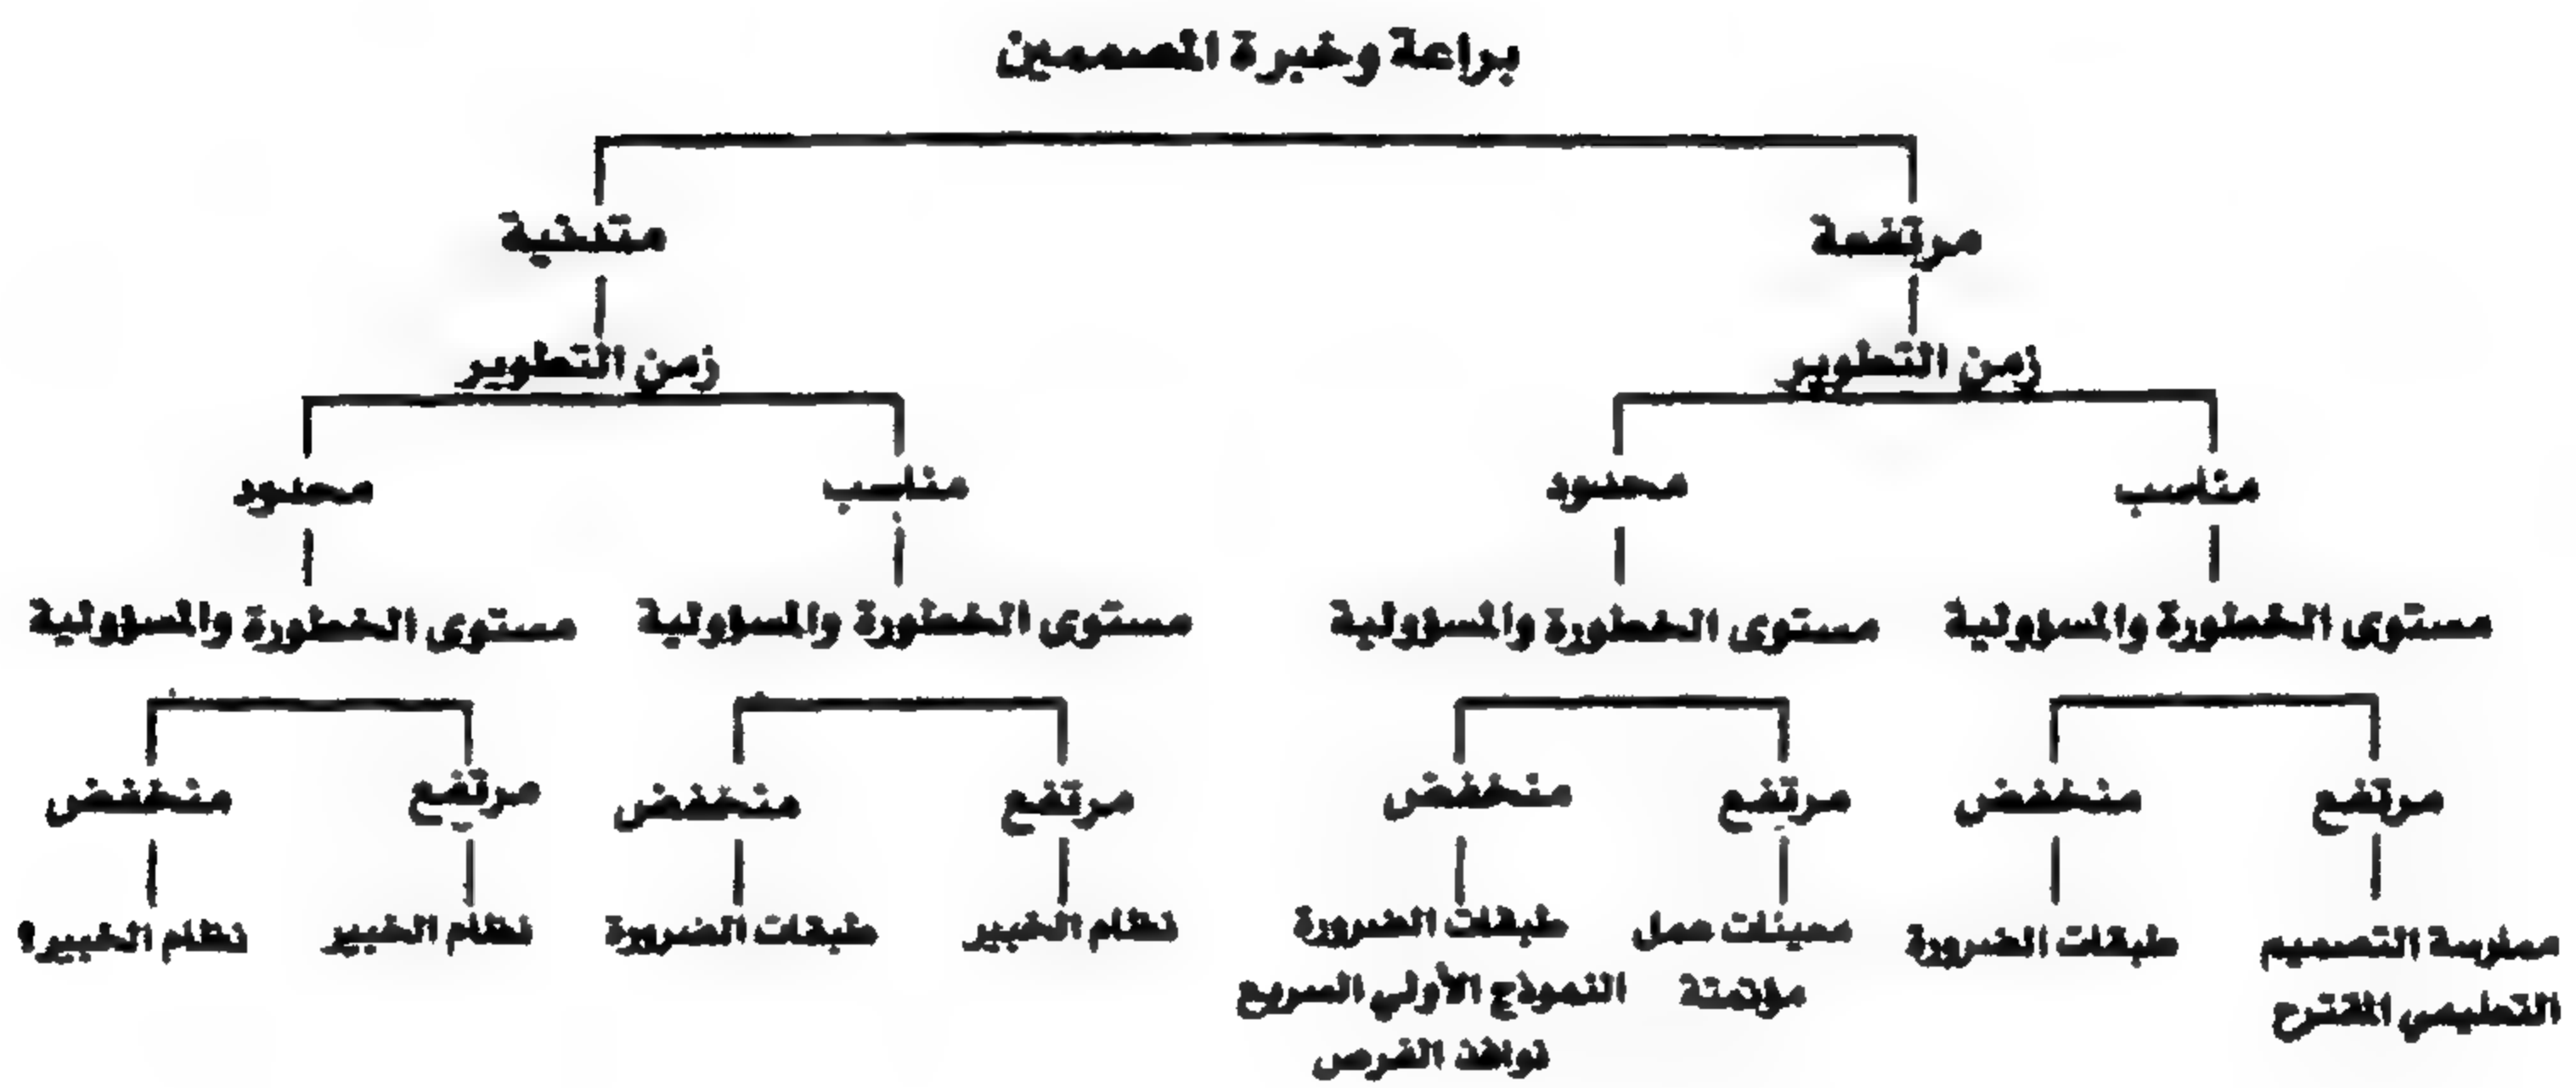 براعة وخبرة المصممين
مرتفعة
متدنية
زمن التطوير
زمن التطوير
مناسب
محدود
مناسب
محدود
مستوى الخطورة والمسؤولية
مستوى الخطورة والمسؤولية
مستوى الخطورة والمسؤولية
مستوى الخطورة والمسؤولية
مرتفع
منخفض
مرتفع
منخفض
مرتفع
منخفض
مرتفع
منخفض
ممارسة التصميم
التعليمي المقترح
طبقات الضرورة
معينات عمل
مؤتمتة
طبقات الضرورة
النموذج الأولي السريع
نوافذ الفرص
نظام الخبير
طبقات الضرورة
نظام الخبير
نظام الخبير؟